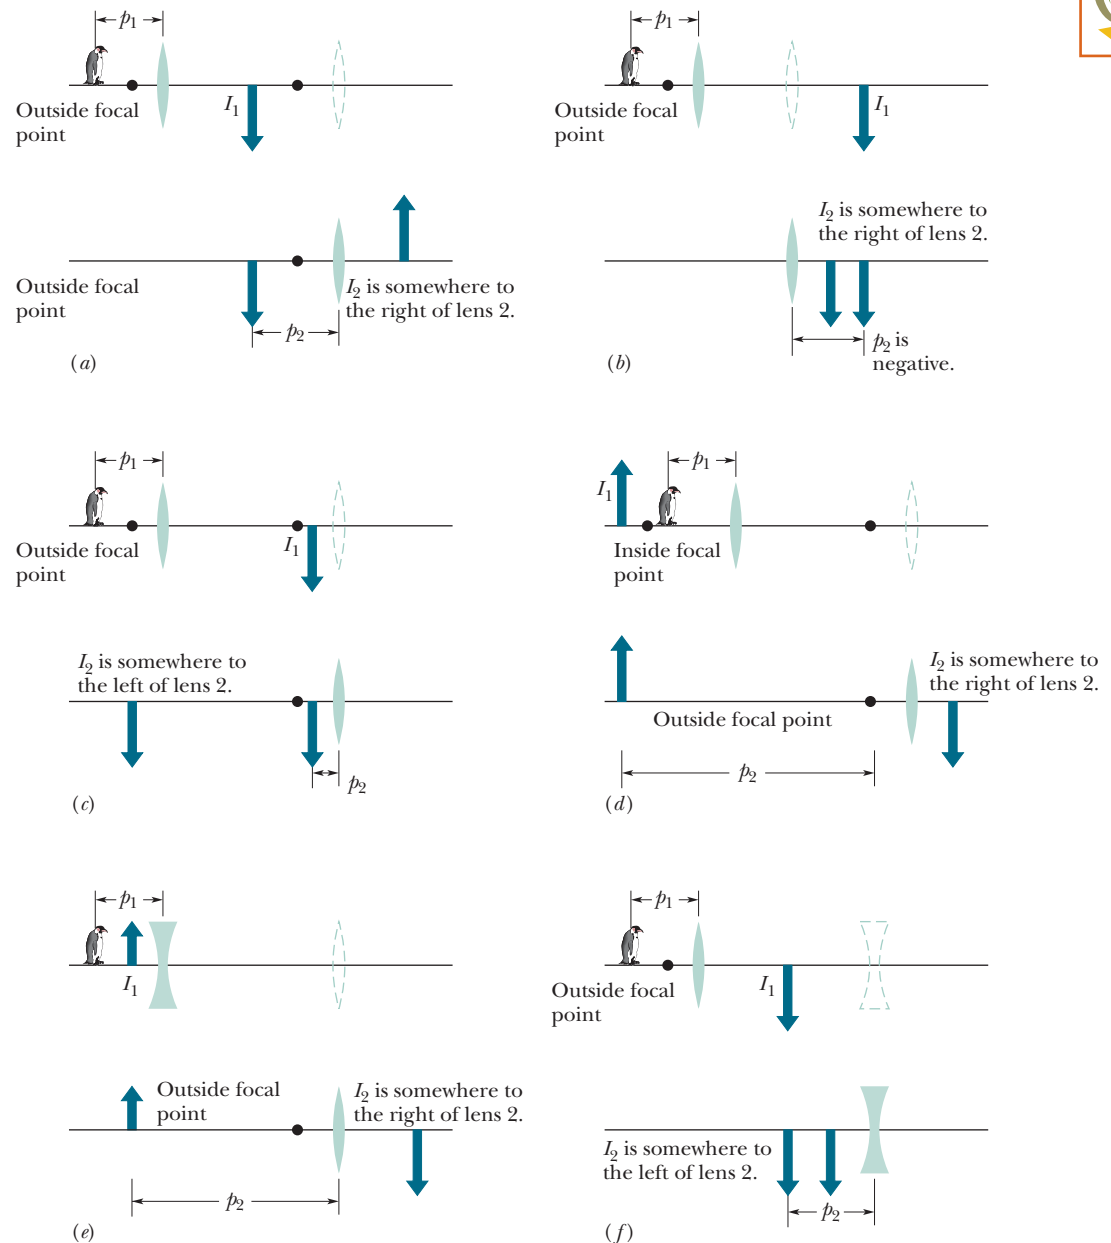 p1
Outside focal
point
I1
Outside focal
point
I2 is somewhere to
the right of lens 2.
p2
(a)
p1
Outside focal
point
I1
I2 is somewhere to
the right of lens 2.
p2 is
negative.
(b)
p1
Outside focal
point
I1
I2 is somewhere to
the left of lens 2.
p2
(c)
p1
I1
Inside focal
point
I2 is somewhere to
the right of lens 2.
Outside focal point
p2
(d)
p1
I1
Outside focal
point
I2 is somewhere to
the right of lens 2.
p2
(e)
p1
Outside focal
point
I1
I2 is somewhere to
the left of lens 2.
p2
(f)